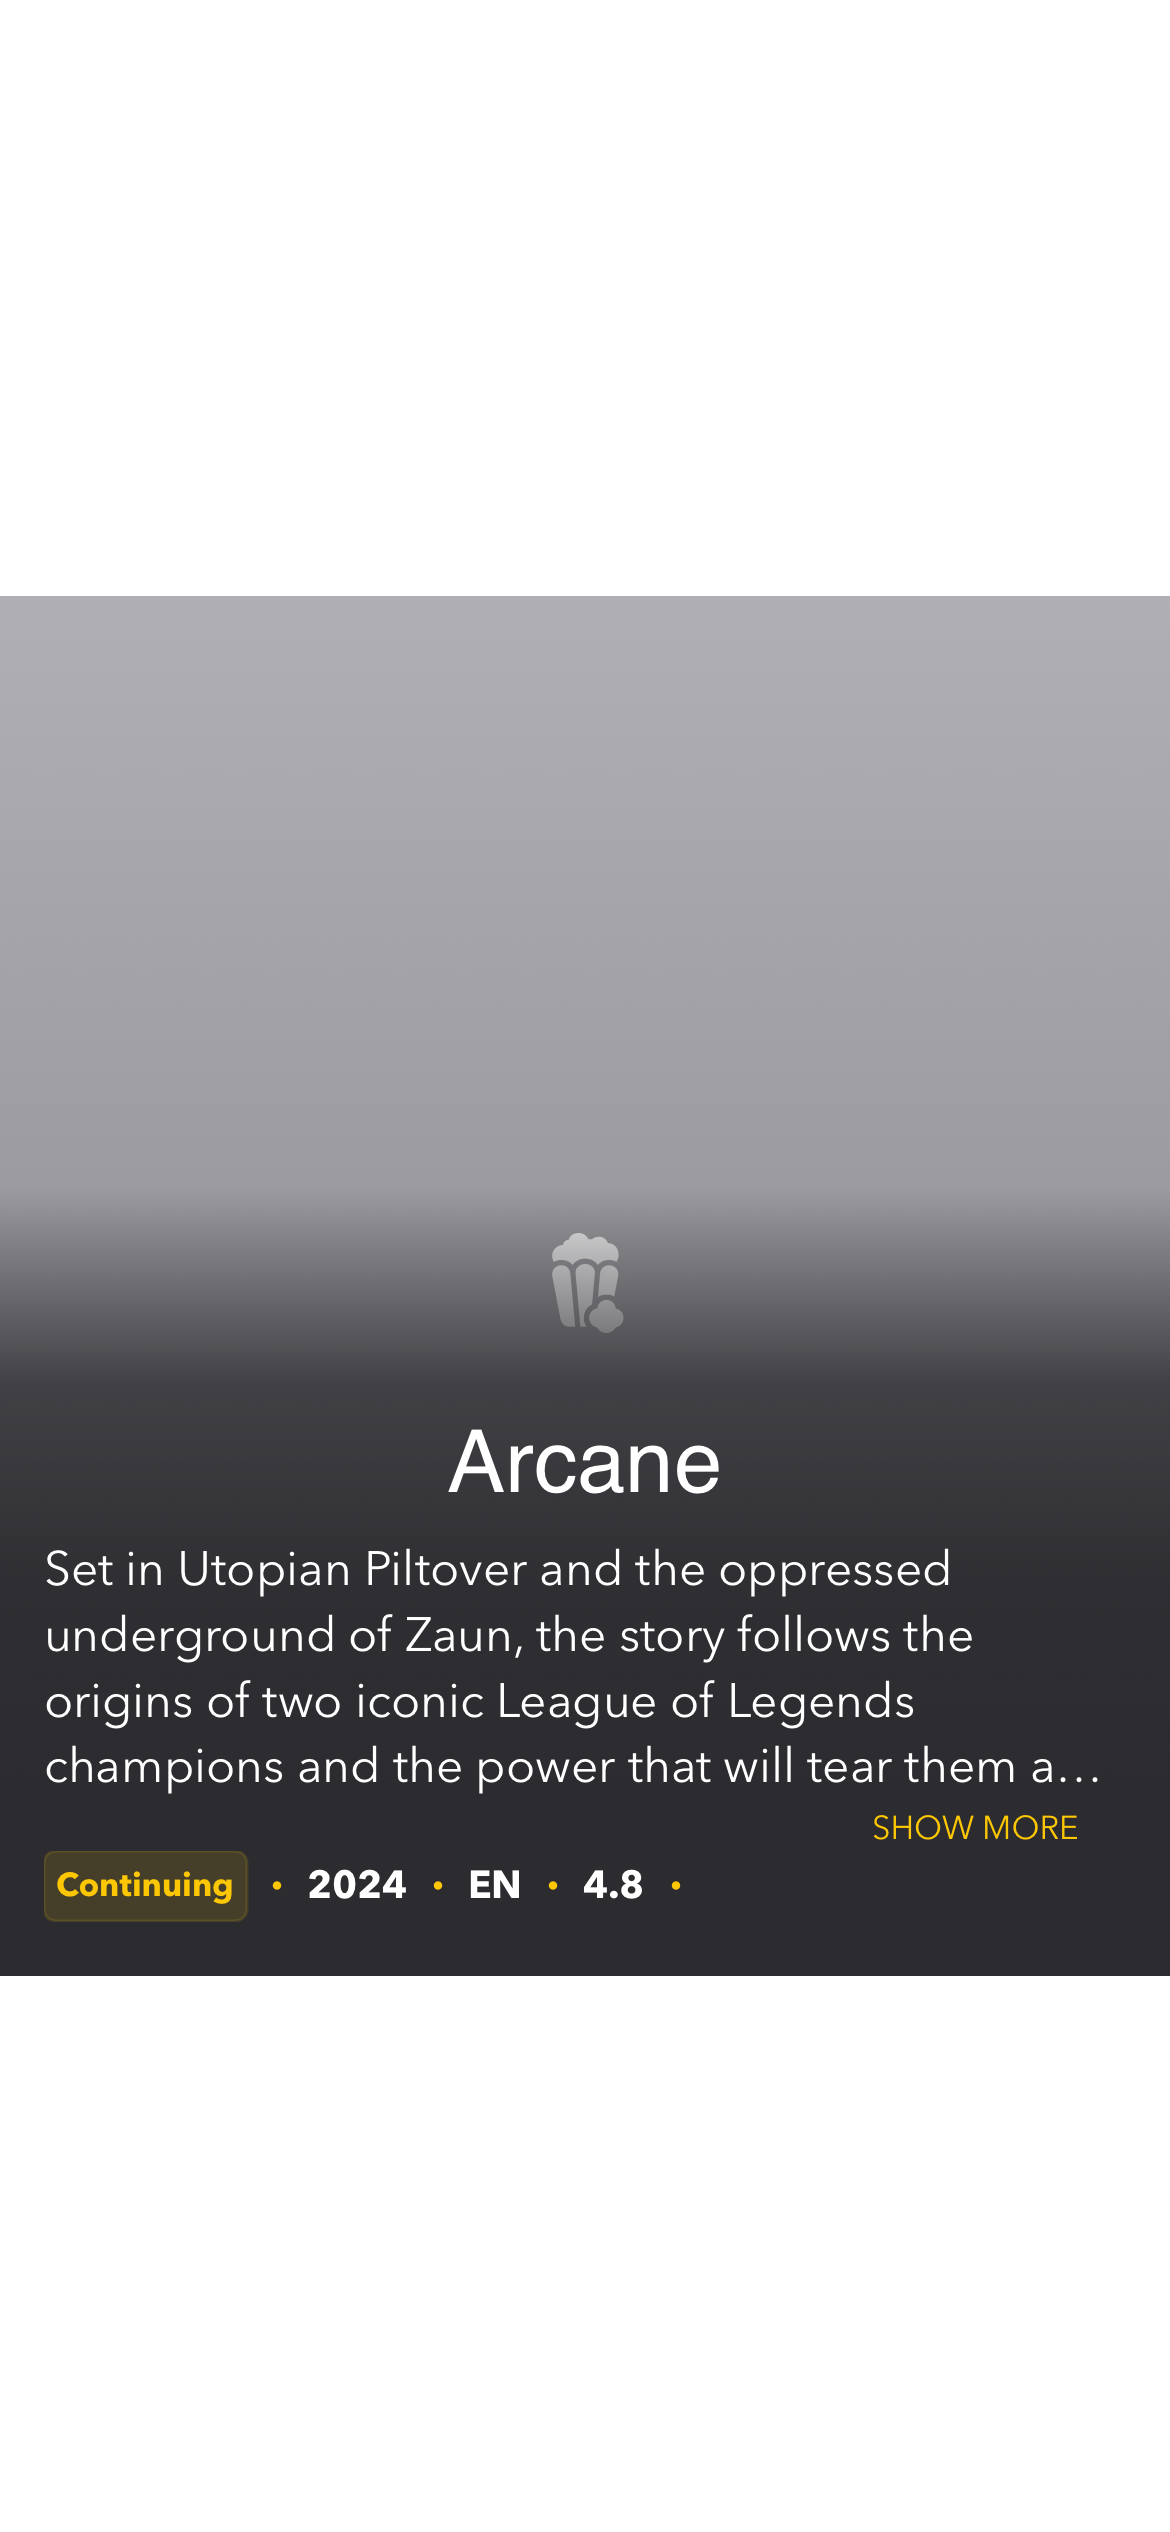 Arcane
Set in Utopian Piltover and the oppressed
underground of Zaun, the story follows the
origins of two iconic League of Legends
champions and the power that will tear them a...
SHOW MORE
Continuing • 2024 • EN • 4.8 •